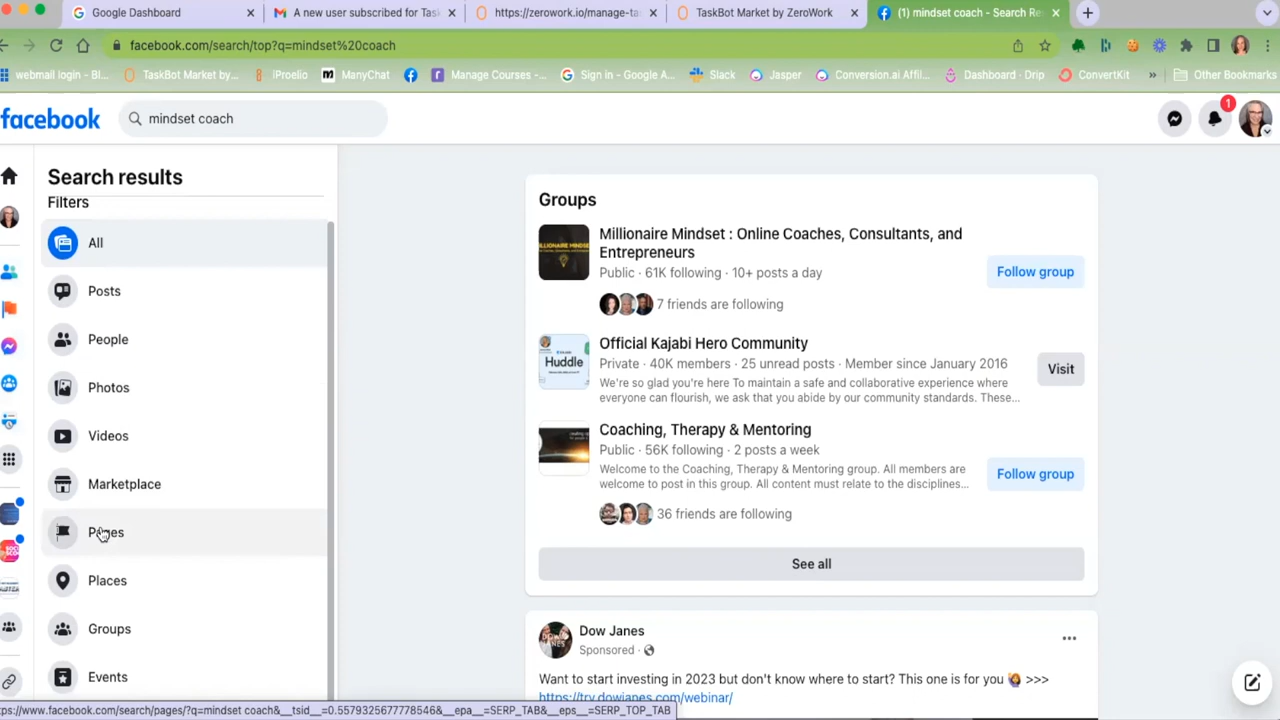 Google Dashboard
A new user subscribed for Task
https://zerowork.io/manage-ta
TaskBot Market by ZeroWork
(1) mindset coach - Search Re
facebook.com/search/top?q=mindset%20coach
webmail login - Bl...
TaskBot Market by...
iProelio
ManyChat
Manage Courses -...
Sign in - Google A...
Slack
Jasper
Conversion.ai Affil...
Dashboard · Drip
ConvertKit
»
Other Bookmarks
facebook
mindset coach
1
Search results
Filters
All
Posts
People
Photos
Videos
Marketplace
Pages
Places
Groups
Events
Groups
Millionaire Mindset : Online Coaches, Consultants, and
Entrepreneurs
Public · 61K following · 10+ posts a day
7 friends are following
Follow group
Huddle
Official Kajabi Hero Community
Private · 40K members · 25 unread posts · Member since January 2016
We're so glad you're here To maintain a safe and collaborative experience where
everyone can flourish, we ask that you abide by our community standards. These...
Visit
Coaching, Therapy & Mentoring
Public · 56K following · 2 posts a week
Welcome to the Coaching, Therapy & Mentoring group. All members are
welcome to post in this group. All content must relate to the disciplines...
36 friends are following
Follow group
See all
Dow Janes
Sponsored ·
Want to start investing in 2023 but don't know where to start? This one is for you >>>
https://try.dowjanes.com/webinar/
ps://www.facebook.com/search/pages/?q=mindset coach&__tsid__=0.5579325677778546&__epa__=SERP_TAB&__eps__=SERP_TOP_TAB